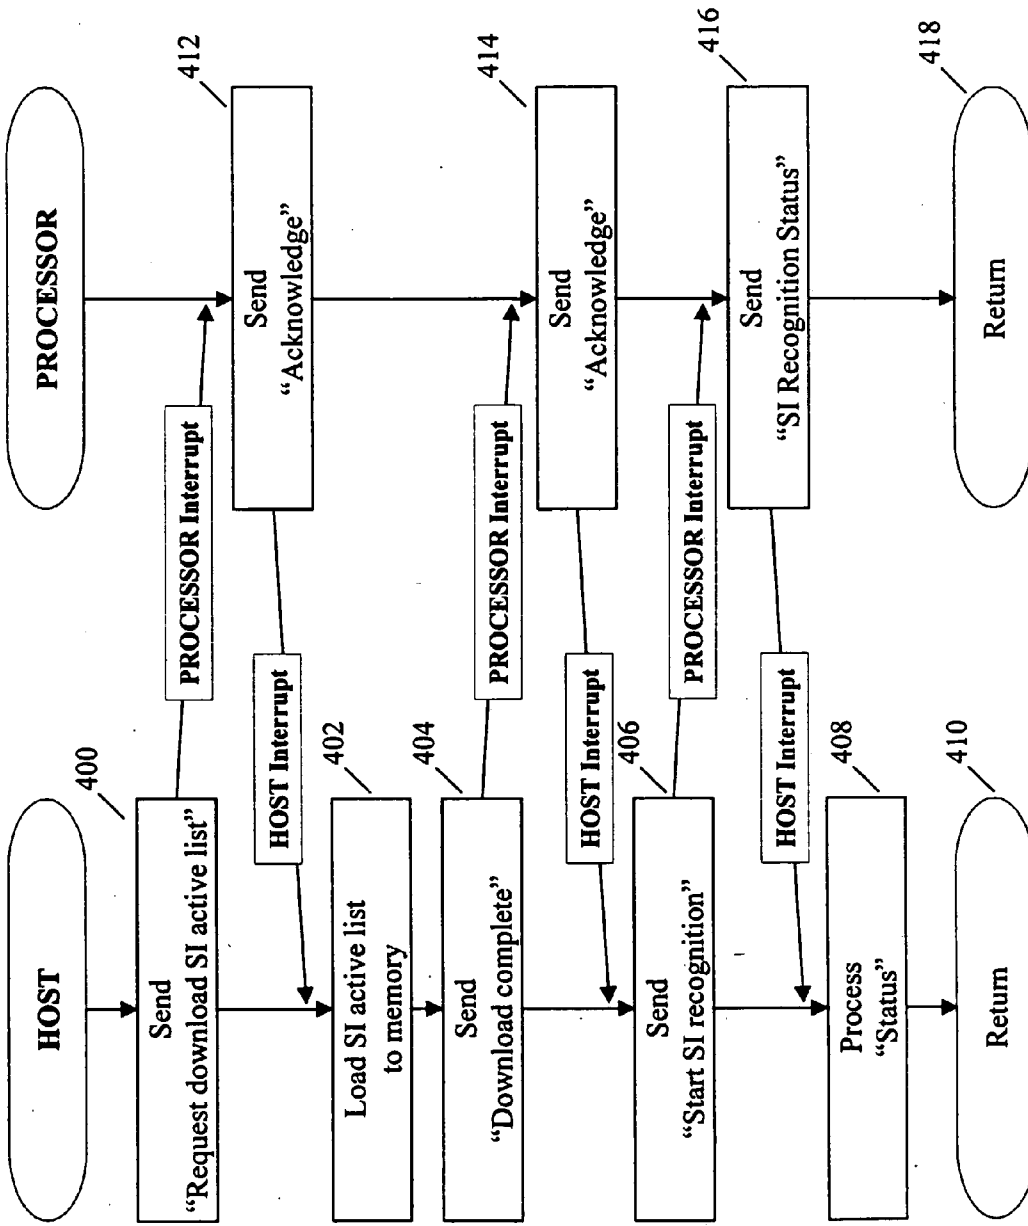 HOST
400
Send
“Request download SI active list”
402
Load SI active list
to memory
404
Send
“Download complete”
406
Send
“Start SI recognition”
408
Process
“Status”
410
Return
PROCESSOR Interrupt
HOST Interrupt
PROCESSOR Interrupt
HOST Interrupt
PROCESSOR Interrupt
HOST Interrupt
PROCESSOR
412
Send
“Acknowledge”
414
Send
“Acknowledge”
416
Send
“SI Recognition Status”
418
Return